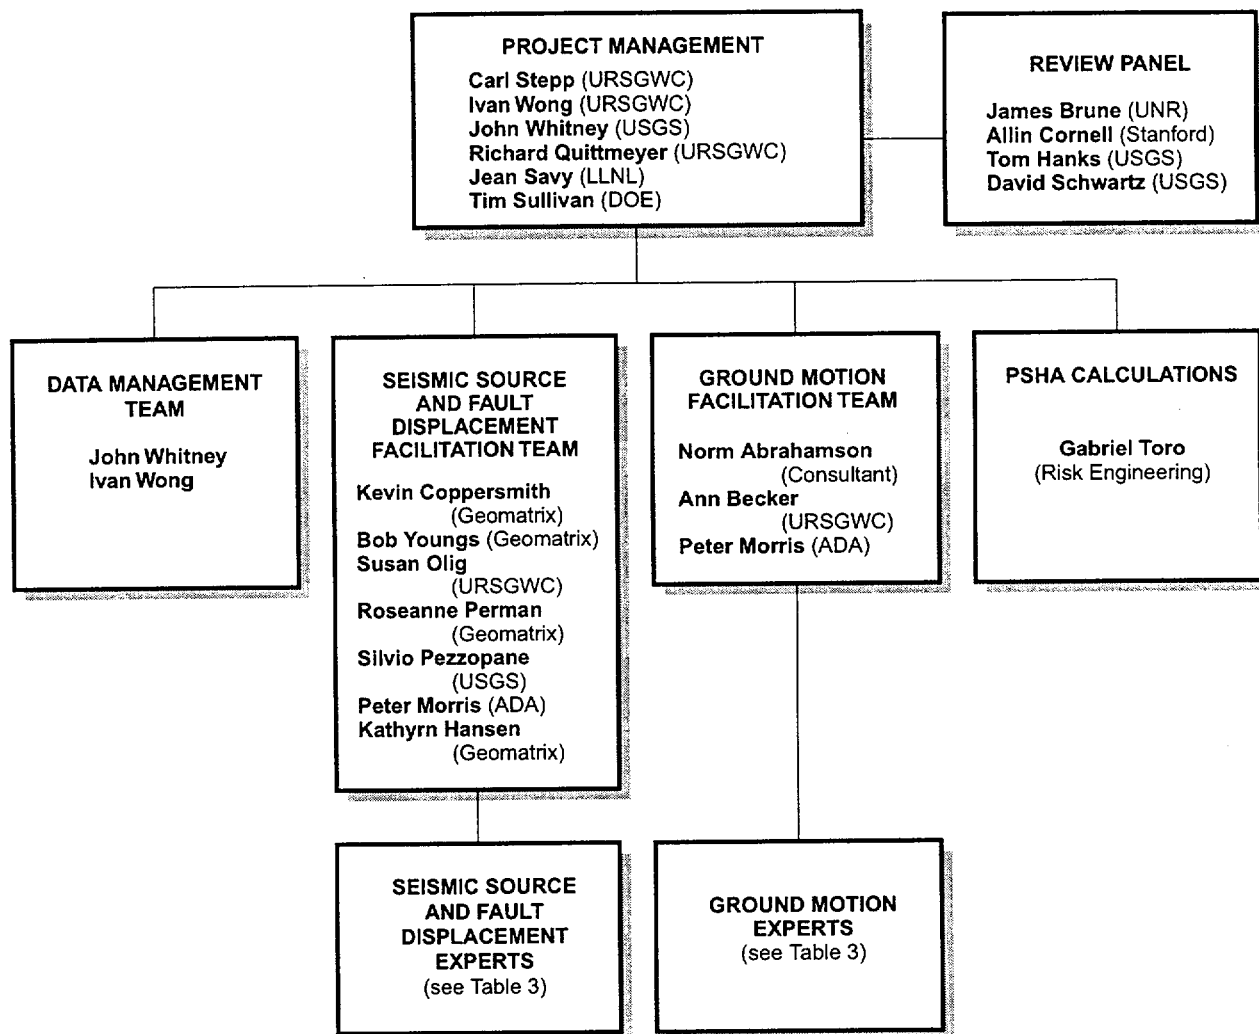 PROJECT MANAGEMENT
Carl Stepp (URSGWC)
Ivan Wong (URSGWC)
John Whitney (USGS)
Richard Quittmeyer (URSGWC)
Jean Savy (LLNL)
Tim Sullivan (DOE)
REVIEW PANEL
James Brune (UNR)
Allin Cornell (Stanford)
Tom Hanks (USGS)
David Schwartz (USGS)
DATA MANAGEMENT
TEAM
John Whitney
Ivan Wong
SEISMIC SOURCE
AND FAULT
DISPLACEMENT
FACILITATION TEAM
Kevin Coppersmith
(Geomatrix)
Bob Youngs (Geomatrix)
Susan Olig
(URSGWC)
Roseanne Perman
(Geomatrix)
Silvio Pezzopane
(USGS)
Peter Morris (ADA)
Kathyrn Hansen
(Geomatrix)
GROUND MOTION
FACILITATION TEAM
Norm Abrahamson
(Consultant)
Ann Becker
(URSGWC)
Peter Morris (ADA)
PSHA CALCULATIONS
Gabriel Toro
(Risk Engineering)
SEISMIC SOURCE
AND FAULT
DISPLACEMENT
EXPERTS
(see Table 3)
GROUND MOTION
EXPERTS
(see Table 3)